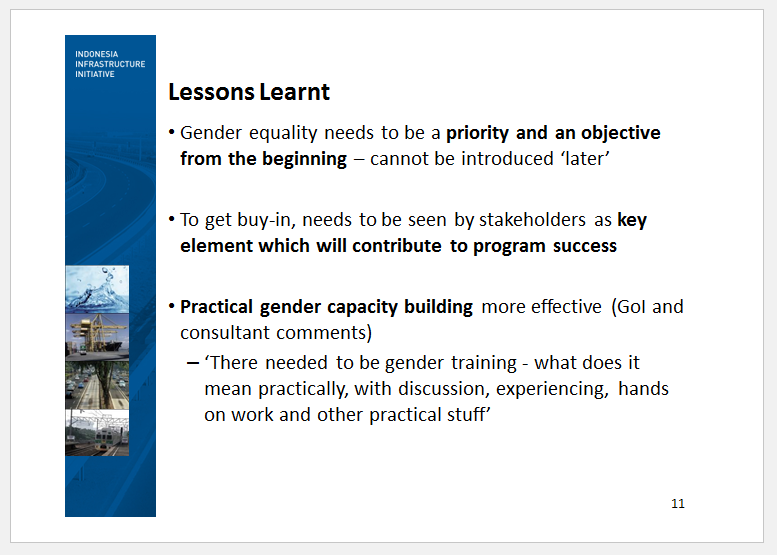 INDONESIA
INFRASTRUCTURE
INITIATIVE
Lessons Learnt
• Gender equality needs to be a priority and an objective
from the beginning – cannot be introduced ‘later’
• To get buy-in, needs to be seen by stakeholders as key
element which will contribute to program success
• Practical gender capacity building more effective (GoI and
consultant comments)
– ‘There needed to be gender training - what does it
mean practically, with discussion, experiencing, hands
on work and other practical stuff’
11